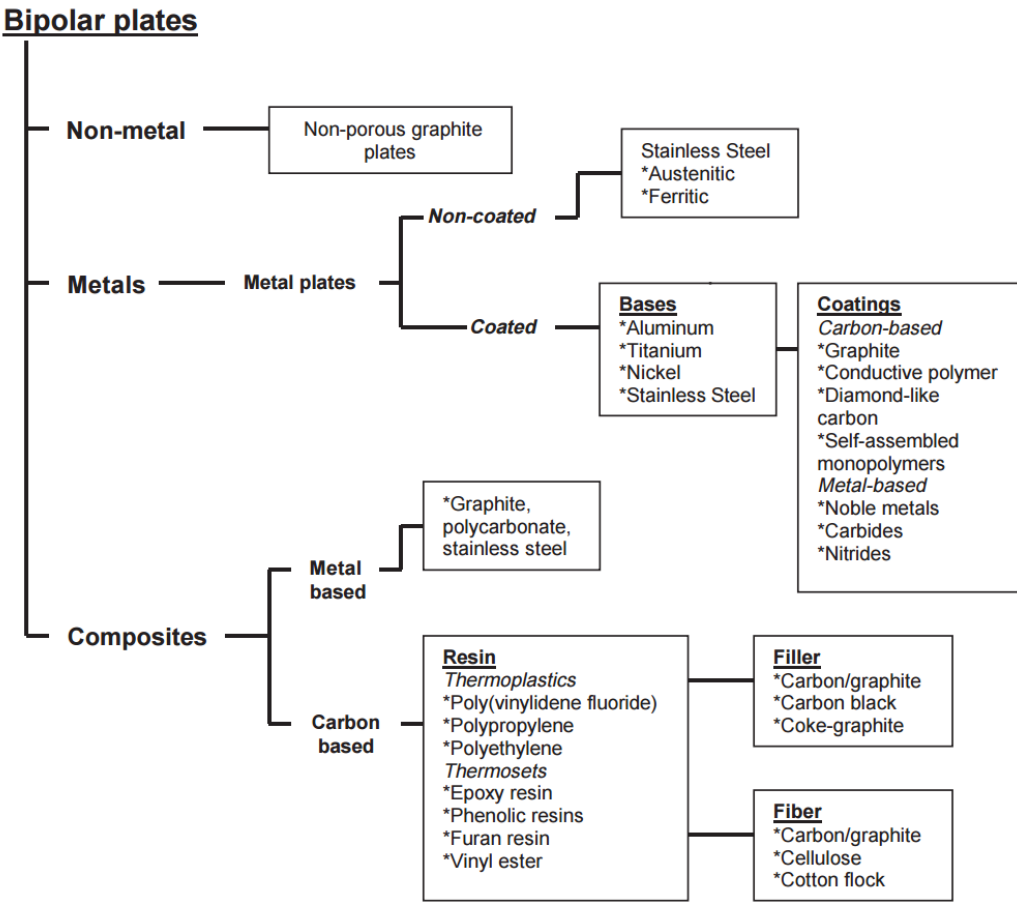 Bipolar plates
Non-metal
Non-porous graphite
plates
Metals
Metal plates
Non-coated
Stainless Steel
*Austenitic
*Ferritic
Coated
Bases
*Aluminum
*Titanium
*Nickel
*Stainless Steel
Coatings
Carbon-based
*Graphite
*Conductive polymer
*Diamond-like
carbon
*Self-assembled
monopolymers
Metal-based
*Noble metals
*Carbides
*Nitrides
Composites
Metal
based
*Graphite,
polycarbonate,
stainless steel
Carbon
based
Resin
Thermoplastics
*Poly(vinylidene fluoride)
*Polypropylene
*Polyethylene
Thermosets
*Epoxy resin
*Phenolic resins
*Furan resin
*Vinyl ester
Filler
*Carbon/graphite
*Carbon black
*Coke-graphite
Fiber
*Carbon/graphite
*Cellulose
*Cotton flock